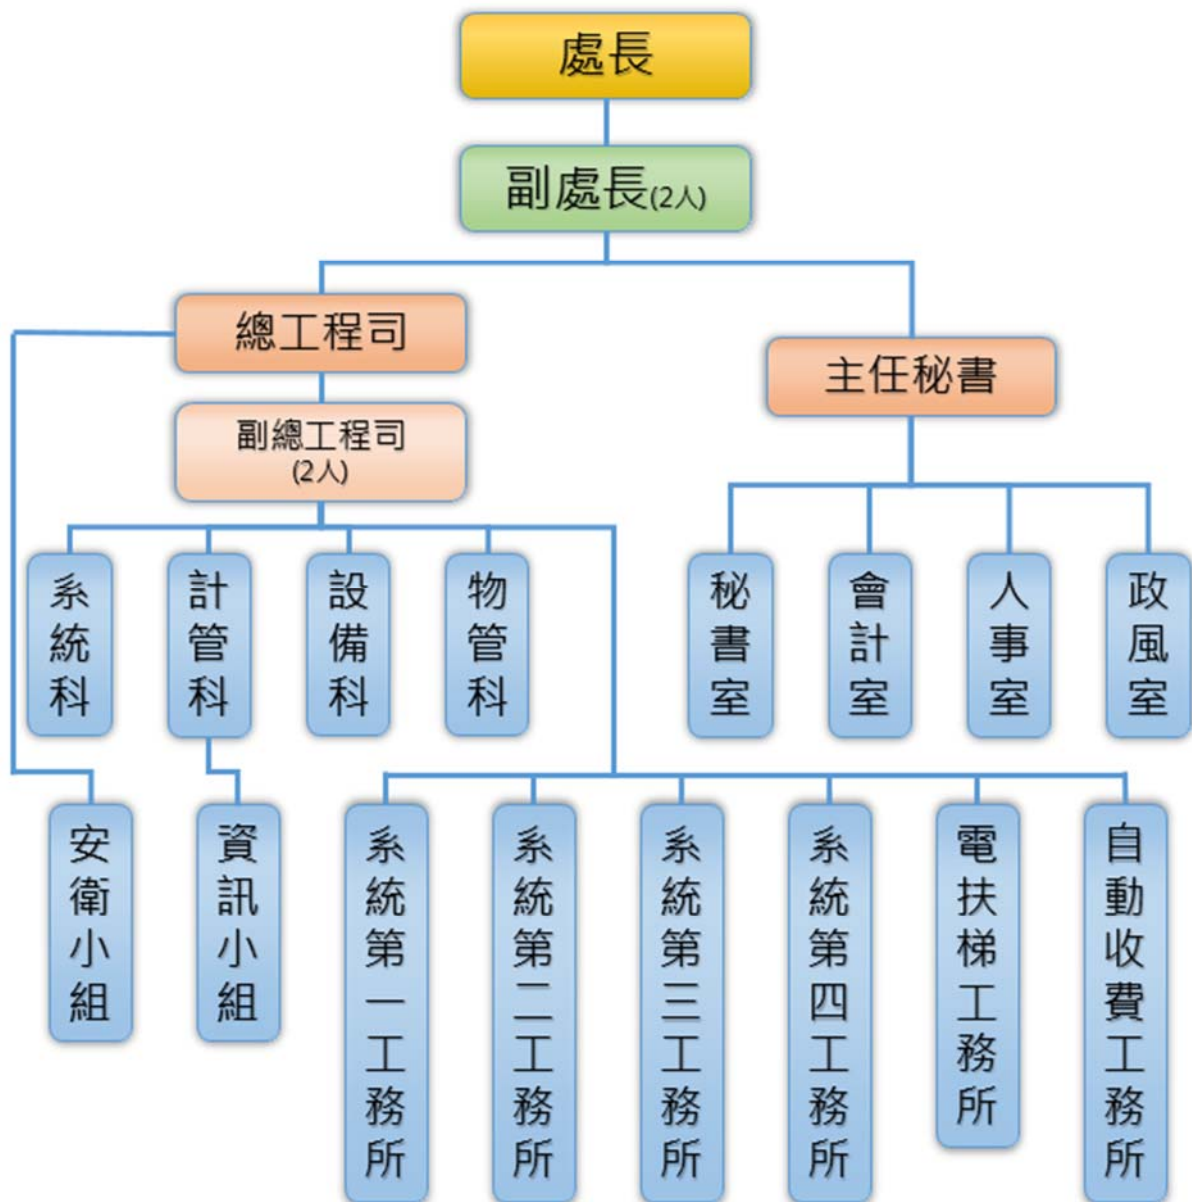 處長
副處長(2人)
總工程司
主任秘書
副總工程司
(2人)
系統科
計管科
設備科
物管科
秘書室
會計室
人事室
政風室
安衛小組
資訊小組
系統第一工務所
系統第二工務所
系統第三工務所
系統第四工務所
電扶梯工務所
自動收費工務所